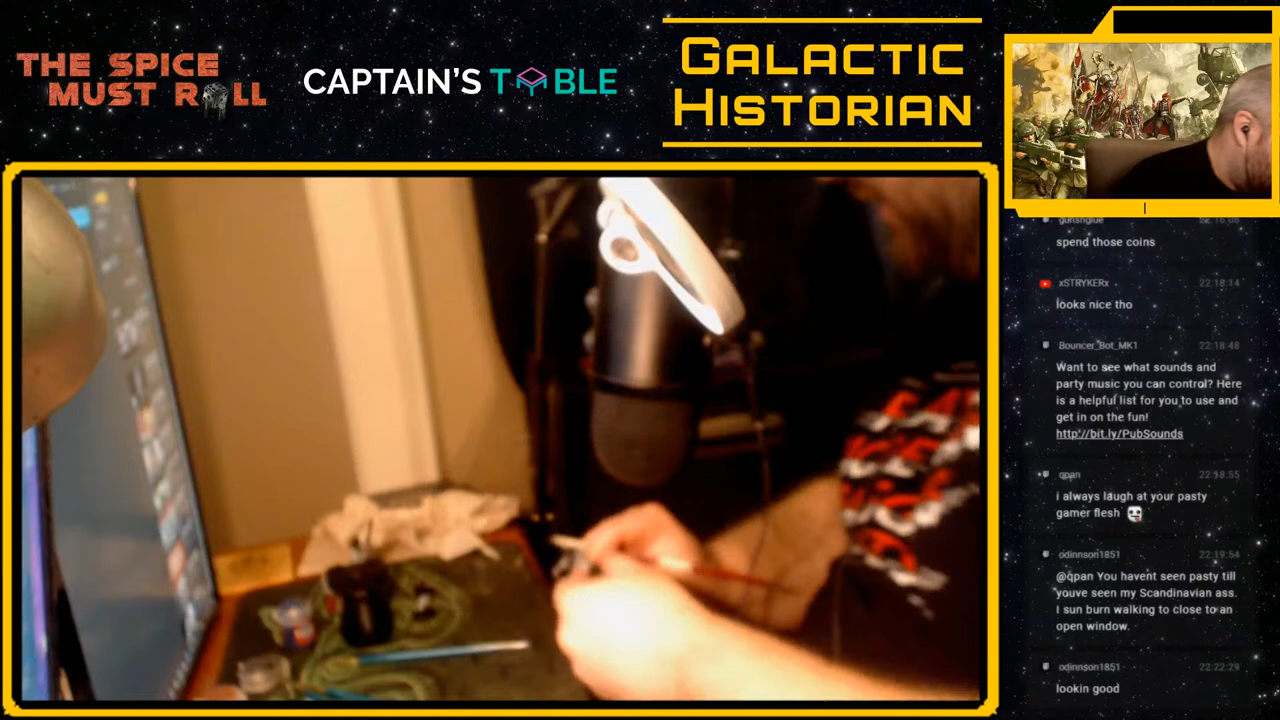 THE SPICE
MUST ROLL
CAPTAIN'S TABLE
GALACTIC
HISTORIAN
gunsnglue 22:16:06
spend those coins
xSTRYKERx 22:18:14
looks nice tho
Bouncer_Bot_MK1 22:18:48
Want to see what sounds and
party music you can control? Here
is a helpful list for you to use and
get in on the fun!
http://bit.ly/PubSounds
qpan 22:18:55
i always laugh at your pasty
gamer flesh
odinnson1851 22:19:54
@qpan You havent seen pasty till
youve seen my Scandinavian ass.
I sun burn walking to close to an
open window.
odinnson1851 22:22:29
lookin good